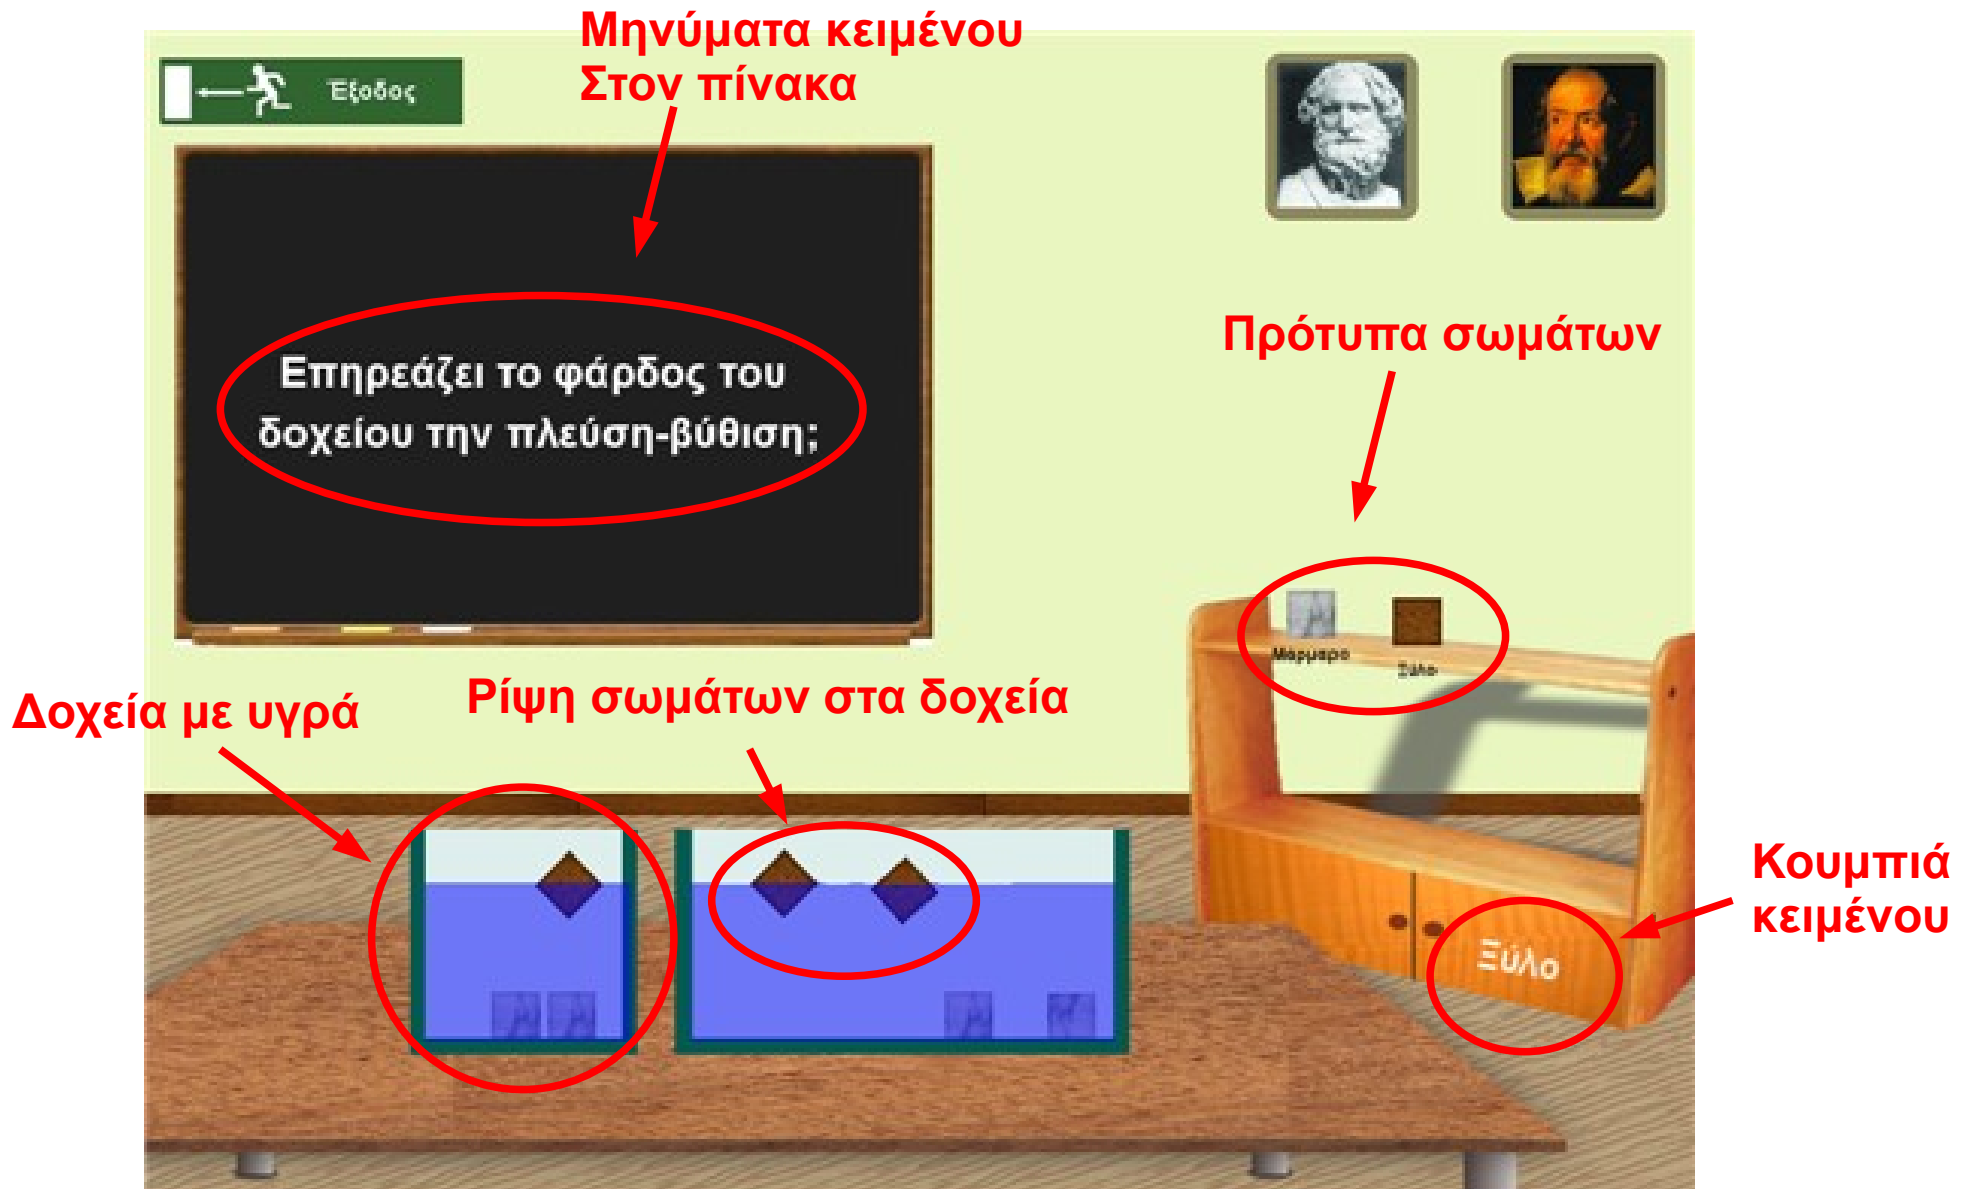 Μηνύματα κειμένου
Στον πίνακα
Έξοδος
Επηρεάζει το φάρδος του
δοχείου την πλεύση-βύθιση;
Πρότυπα σωμάτων
Μάρμαρο
Ξύλο
Δοχεία με υγρά
Ρίψη σωμάτων στα δοχεία
Κουμπιά
κειμένου
Ξύλο